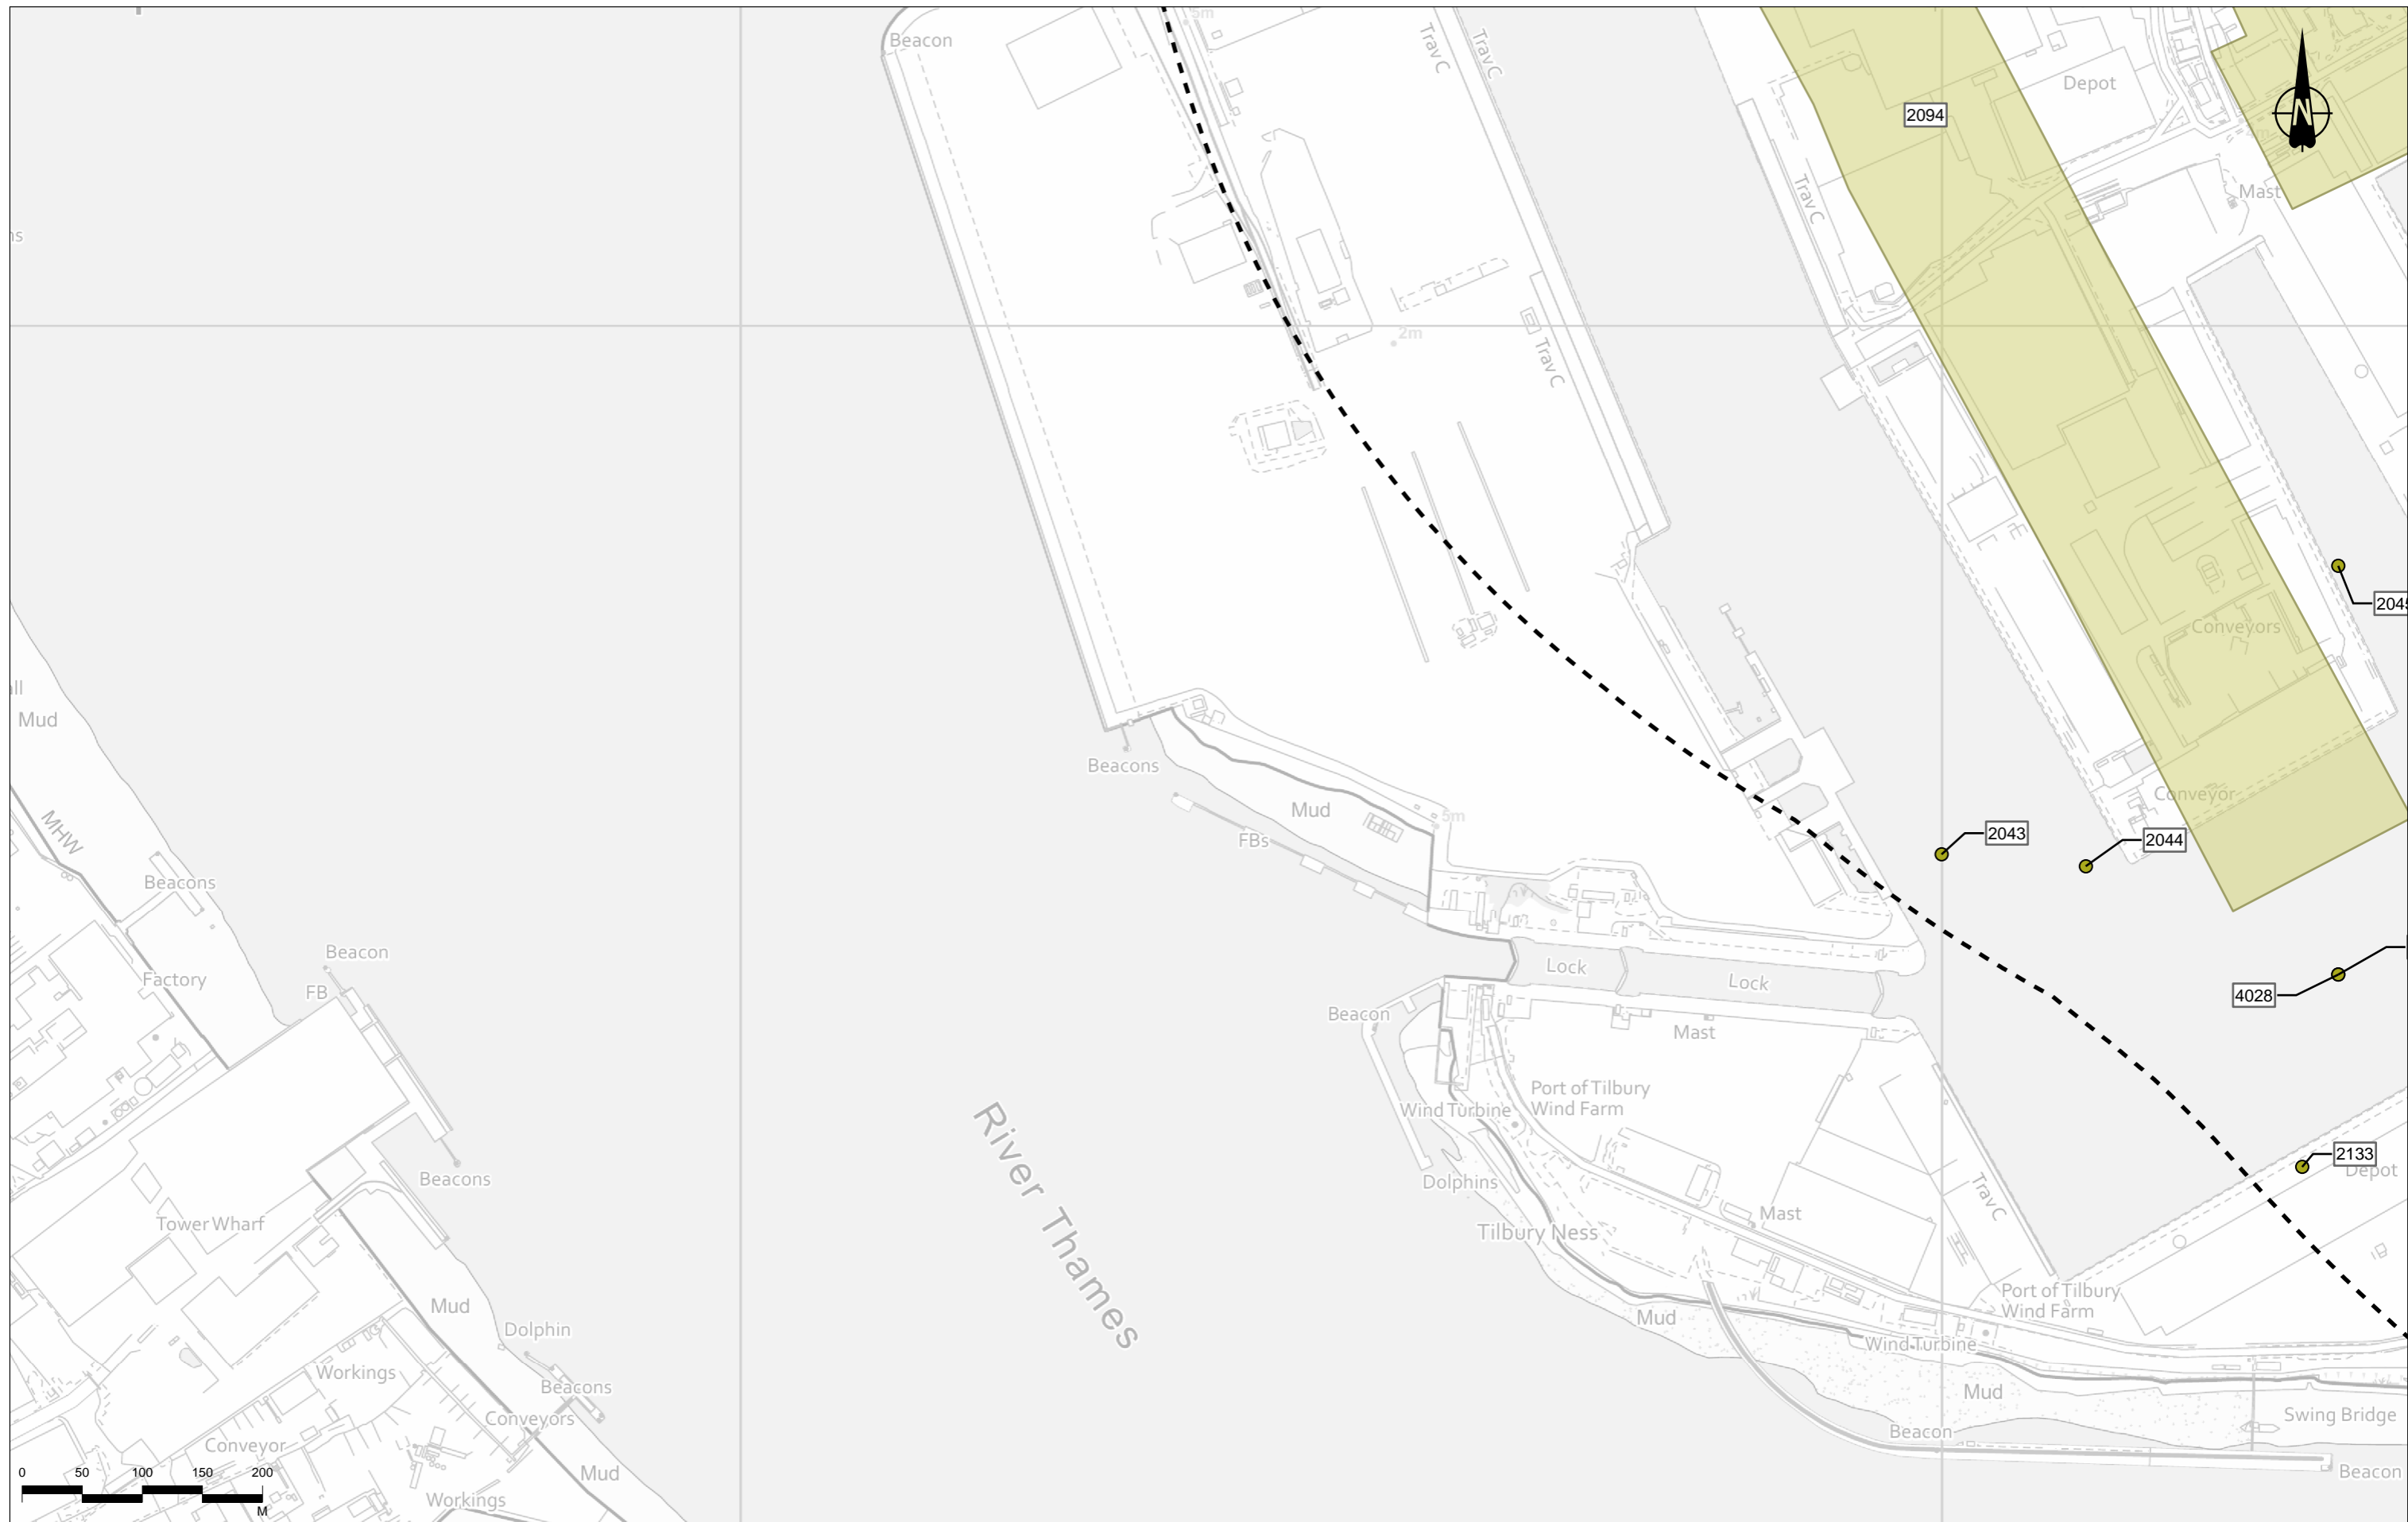 5m
Beacon
TravC
TravC
Depot
2094
N
Mast
TravC
2m
TravC
2045
Conveyors
Mud
Beacons
Conveyor
MHW
Mud
5m
2043
2044
FBs
Beacons
Beacon
Factory
FB
Lock
Lock
4028
Beacon
Mast
Port of Tilbury
Wind Farm
Wind Turbine
River Thames
2133
Depot
Beacons
Dolphins
TravC
Tower Wharf
Mast
Tilbury Ness
Mud
Port of Tilbury
Wind Farm
Mud
Dolphin
Wind Turbine
Workings
Beacons
Mud
Conveyors
Swing Bridge
Conveyor
Beacon
Mud
Beacon
0 50 100 150 200
M
Workings